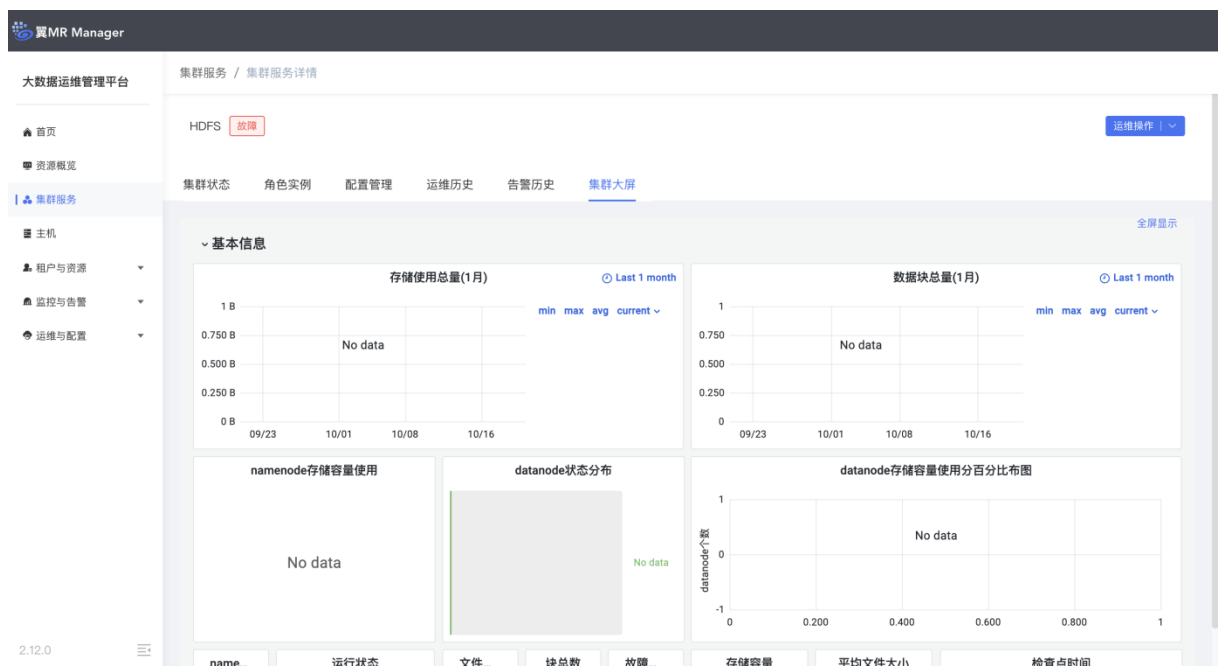 翼MR Manager
大数据运维管理平台
首页
资源概览
集群服务
主机
租户与资源
监控与告警
运维与配置
2.12.0
集群服务 / 集群服务详情
HDFS 故障
运维操作
集群状态 角色实例 配置管理 运维历史 告警历史 集群大屏
全屏显示
基本信息
存储使用总量(1月) Last 1 month
min max avg current
1 B
0.750 B
0.500 B
0.250 B
0 B
No data
09/23 10/01 10/08 10/16
数据块总量(1月) Last 1 month
min max avg current
1
0.750
0.500
0.250
0
No data
09/23 10/01 10/08 10/16
namenode存储容量使用
No data
datanode状态分布
No data
datanode存储容量使用分百分比布图
datanode个数
1
0
-1
No data
0 0.200 0.400 0.600 0.800 1
name... 运行状态 文件... 块总数 故障... 存储容量 平均文件大小 检查点时间